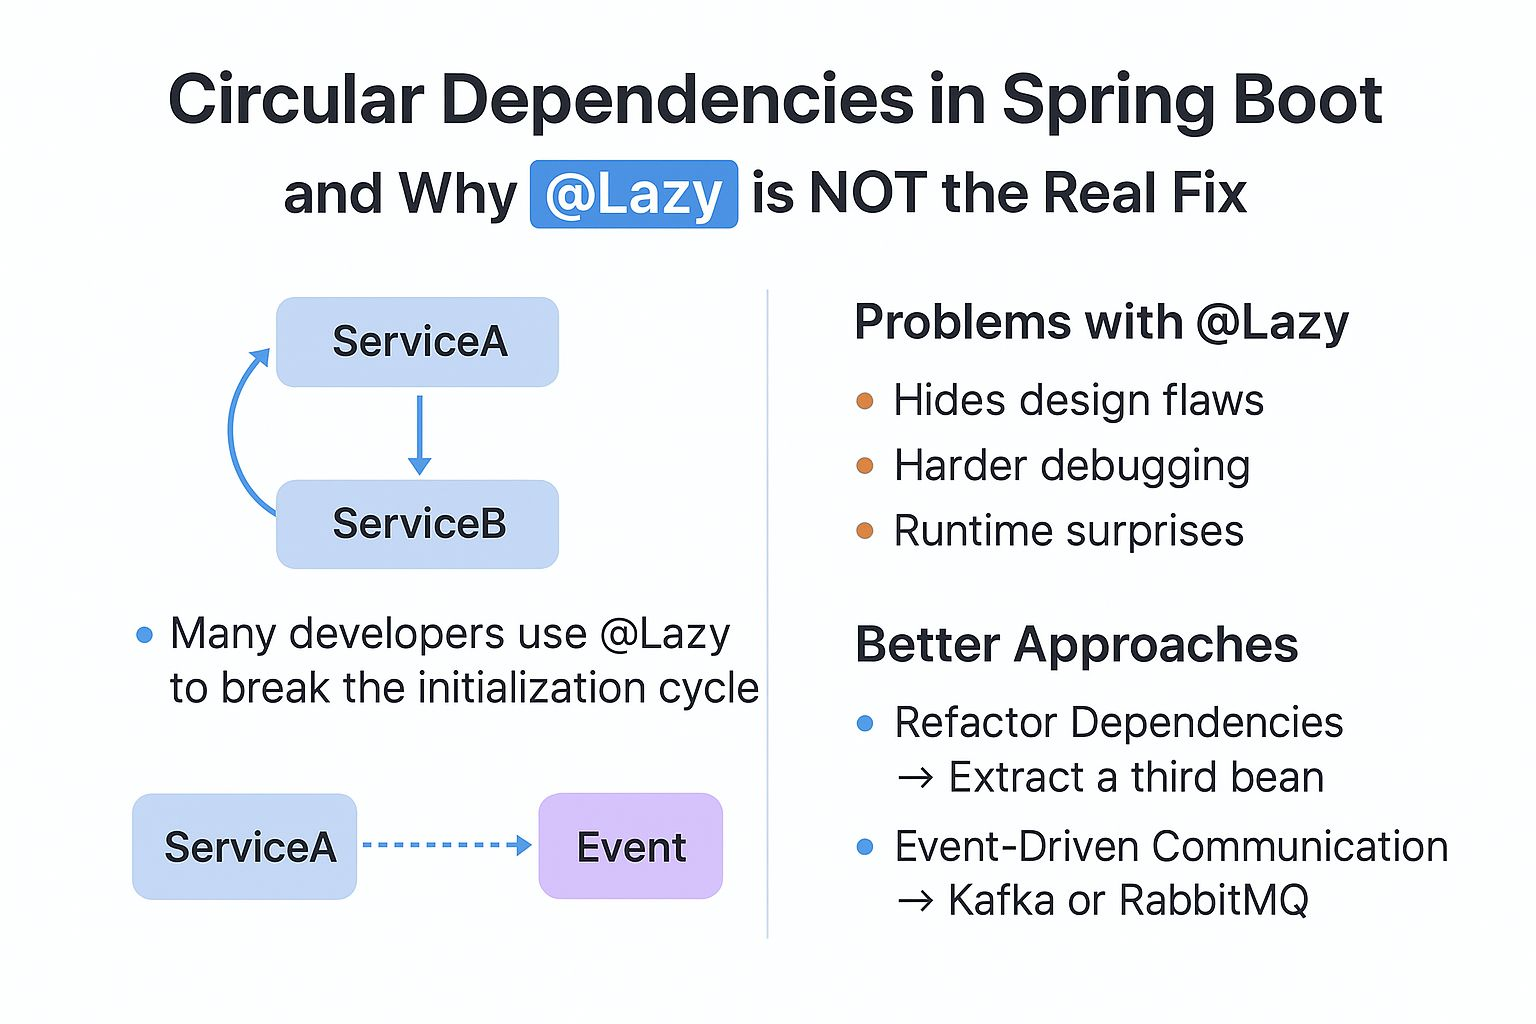 Circular Dependencies in Spring Boot
and Why @Lazy is NOT the Real Fix
ServiceA
ServiceB
• Many developers use @Lazy
to break the initialization cycle
ServiceA
Event
Problems with @Lazy
• Hides design flaws
• Harder debugging
• Runtime surprises
Better Approaches
• Refactor Dependencies
→ Extract a third bean
• Event-Driven Communication
→ Kafka or RabbitMQ